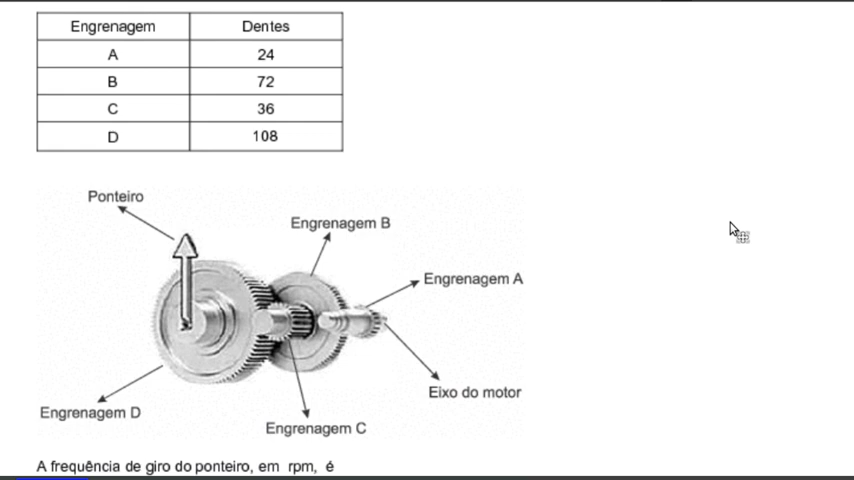 Engrenagem Dentes
A 24
B 72
C 36
D 108
Ponteiro
Engrenagem B
Engrenagem A
Eixo do motor
Engrenagem D
Engrenagem C
A frequência de giro do ponteiro, em rpm, é